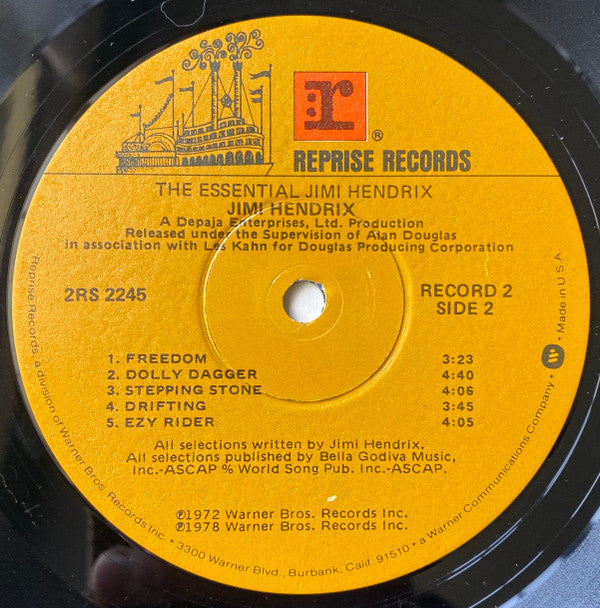 r
®
REPRISE RECORDS
THE ESSENTIAL JIMI HENDRIX
JIMI HENDRIX
A Depaja Enterprises, Ltd. Production
Released under the Supervision of Alan Douglas
in association with Les Kahn for Douglas Producing Corporation
2RS 2245
RECORD 2
SIDE 2
1. FREEDOM 3:23
2. DOLLY DAGGER 4:40
3. STEPPING STONE 4:06
4. DRIFTING 3:45
5. EZY RIDER 4:05
All selections written by Jimi Hendrix.
All selections published by Bella Godiva Music,
Inc.-ASCAP % World Song Pub. Inc.-ASCAP.
℗1972 Warner Bros. Records Inc.
℗1978 Warner Bros. Records Inc.
Reprise Records, a division of Warner Bros. Records Inc. • 3300 Warner Blvd., Burbank, Calif. 91510 • a Warner Communications Company • Made in U.S.A.